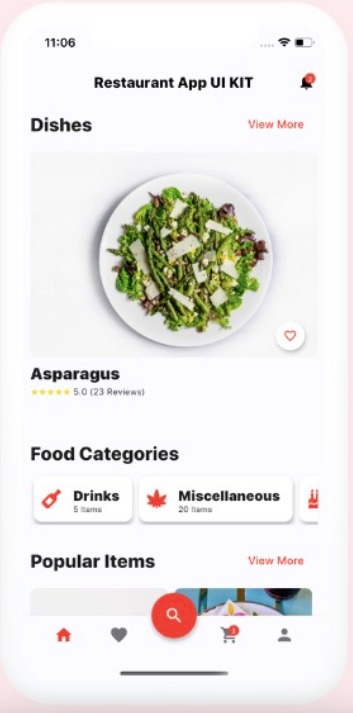 11:06
Restaurant App UI KIT
Dishes
View More
Asparagus
5.0 (23 Reviews)
Food Categories
Drinks
5 Items
Miscellaneous
20 Items
Popular Items
View More